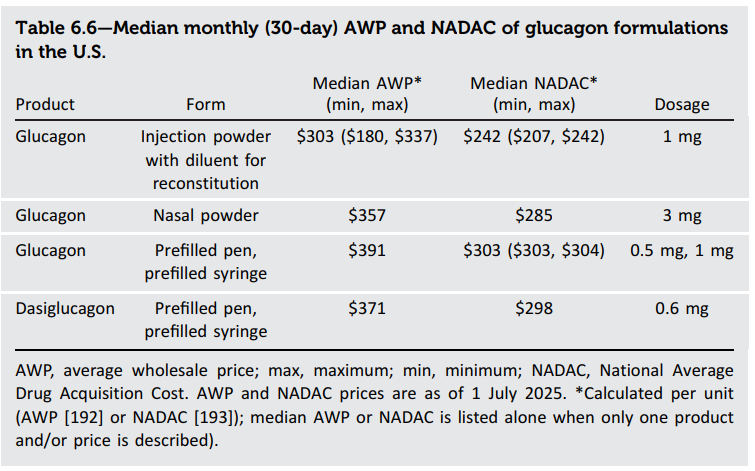 Table 6.6—Median monthly (30-day) AWP and NADAC of glucagon formulations
in the U.S.
Median AWP* Median NADAC*
Product Form (min, max) (min, max) Dosage
Glucagon Injection powder $303 ($180, $337) $242 ($207, $242) 1 mg
with diluent for
reconstitution
Glucagon Nasal powder $357 $285 3 mg
Glucagon Prefilled pen, $391 $303 ($303, $304) 0.5 mg, 1 mg
prefilled syringe
Dasiglucagon Prefilled pen, $371 $298 0.6 mg
prefilled syringe
AWP, average wholesale price; max, maximum; min, minimum; NADAC, National Average
Drug Acquisition Cost. AWP and NADAC prices are as of 1 July 2025. *Calculated per unit
(AWP [192] or NADAC [193]); median AWP or NADAC is listed alone when only one product
and/or price is described).